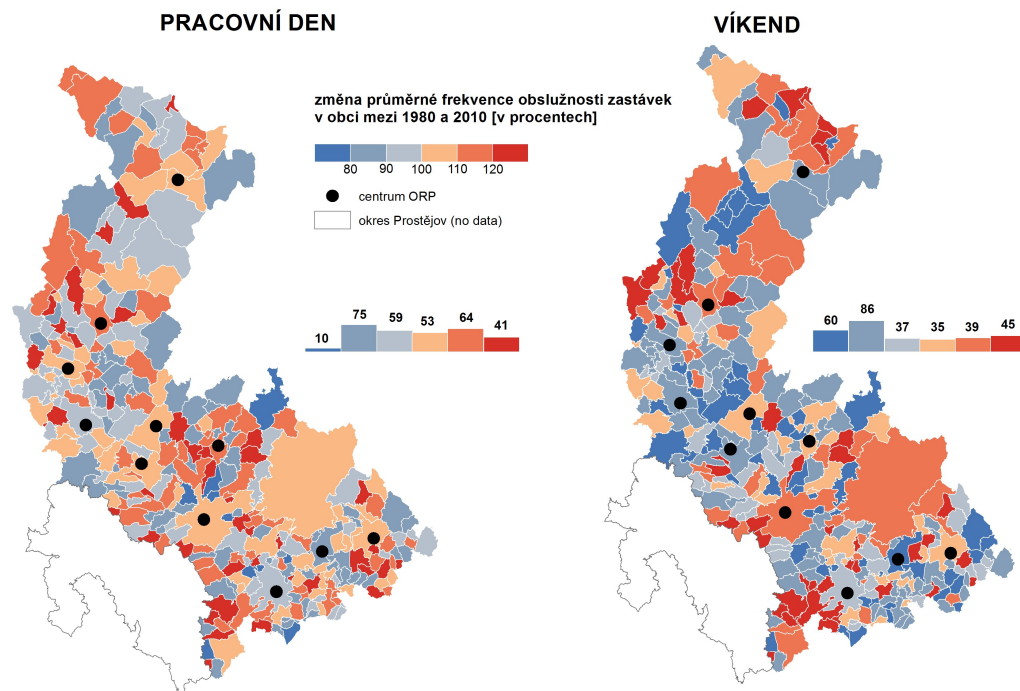 PRACOVNÍ DEN
VÍKEND
změna průměrné frekvence obslužnosti zastávek
v obci mezi 1980 a 2010 [v procentech]
80 90 100 110 120
centrum ORP
okres Prostějov (no data)
10 75 59 53 64 41
60 86 37 35 39 45